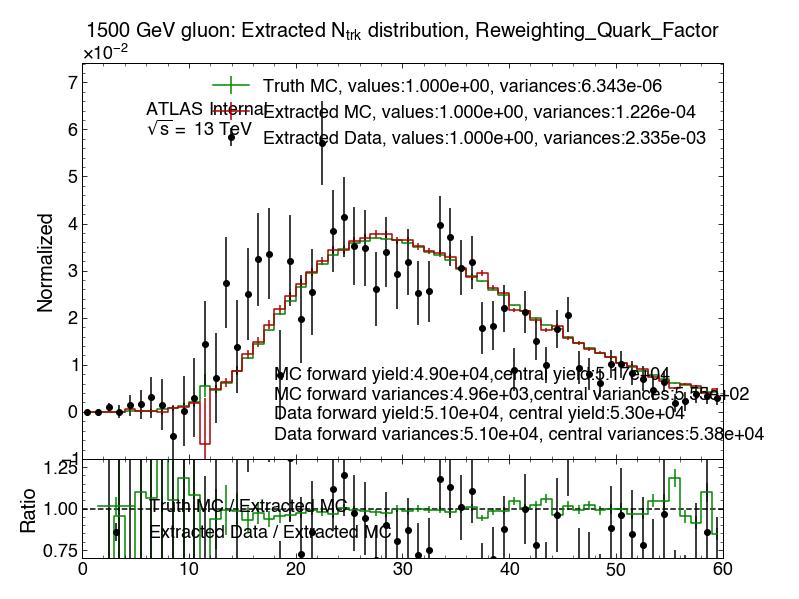 1500 GeV gluon: Extracted Ntrk distribution, Reweighting_Quark_Factor
×10−2
Truth MC, values:1.000e+00, variances:6.343e-06
ATLAS Internal
Extracted MC, values:1.000e+00, variances:1.226e-04
√s = 13 TeV
Extracted Data, values:1.000e+00, variances:2.335e-03
7
6
5
4
3
2
1
0
−1
Normalized
MC forward yield:4.90e+04,central yield:5.17e+04
MC forward variances:4.96e+03,central variances:
Data forward yield:5.10e+04, central yield:5.30e+04
Data forward variances:5.10e+04, central variances:5.38e+04
1.25
1.00
0.75
Ratio
Truth MC / Extracted MC
Extracted Data / Extracted MC
0 10 20 30 40 50 60